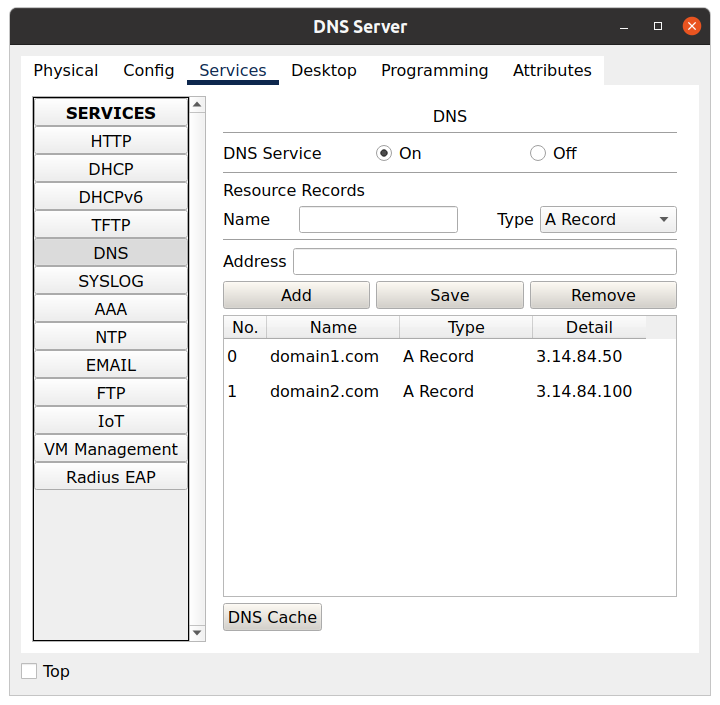 DNS Server
Physical Config Services Desktop Programming Attributes
SERVICES
HTTP
DHCP
DHCPv6
TFTP
DNS
SYSLOG
AAA
NTP
EMAIL
FTP
IoT
VM Management
Radius EAP
DNS
DNS Service On Off
Resource Records
Name Type A Record
Address
Add Save Remove
No. Name Type Detail
0 domain1.com A Record 3.14.84.50
1 domain2.com A Record 3.14.84.100
DNS Cache
Top